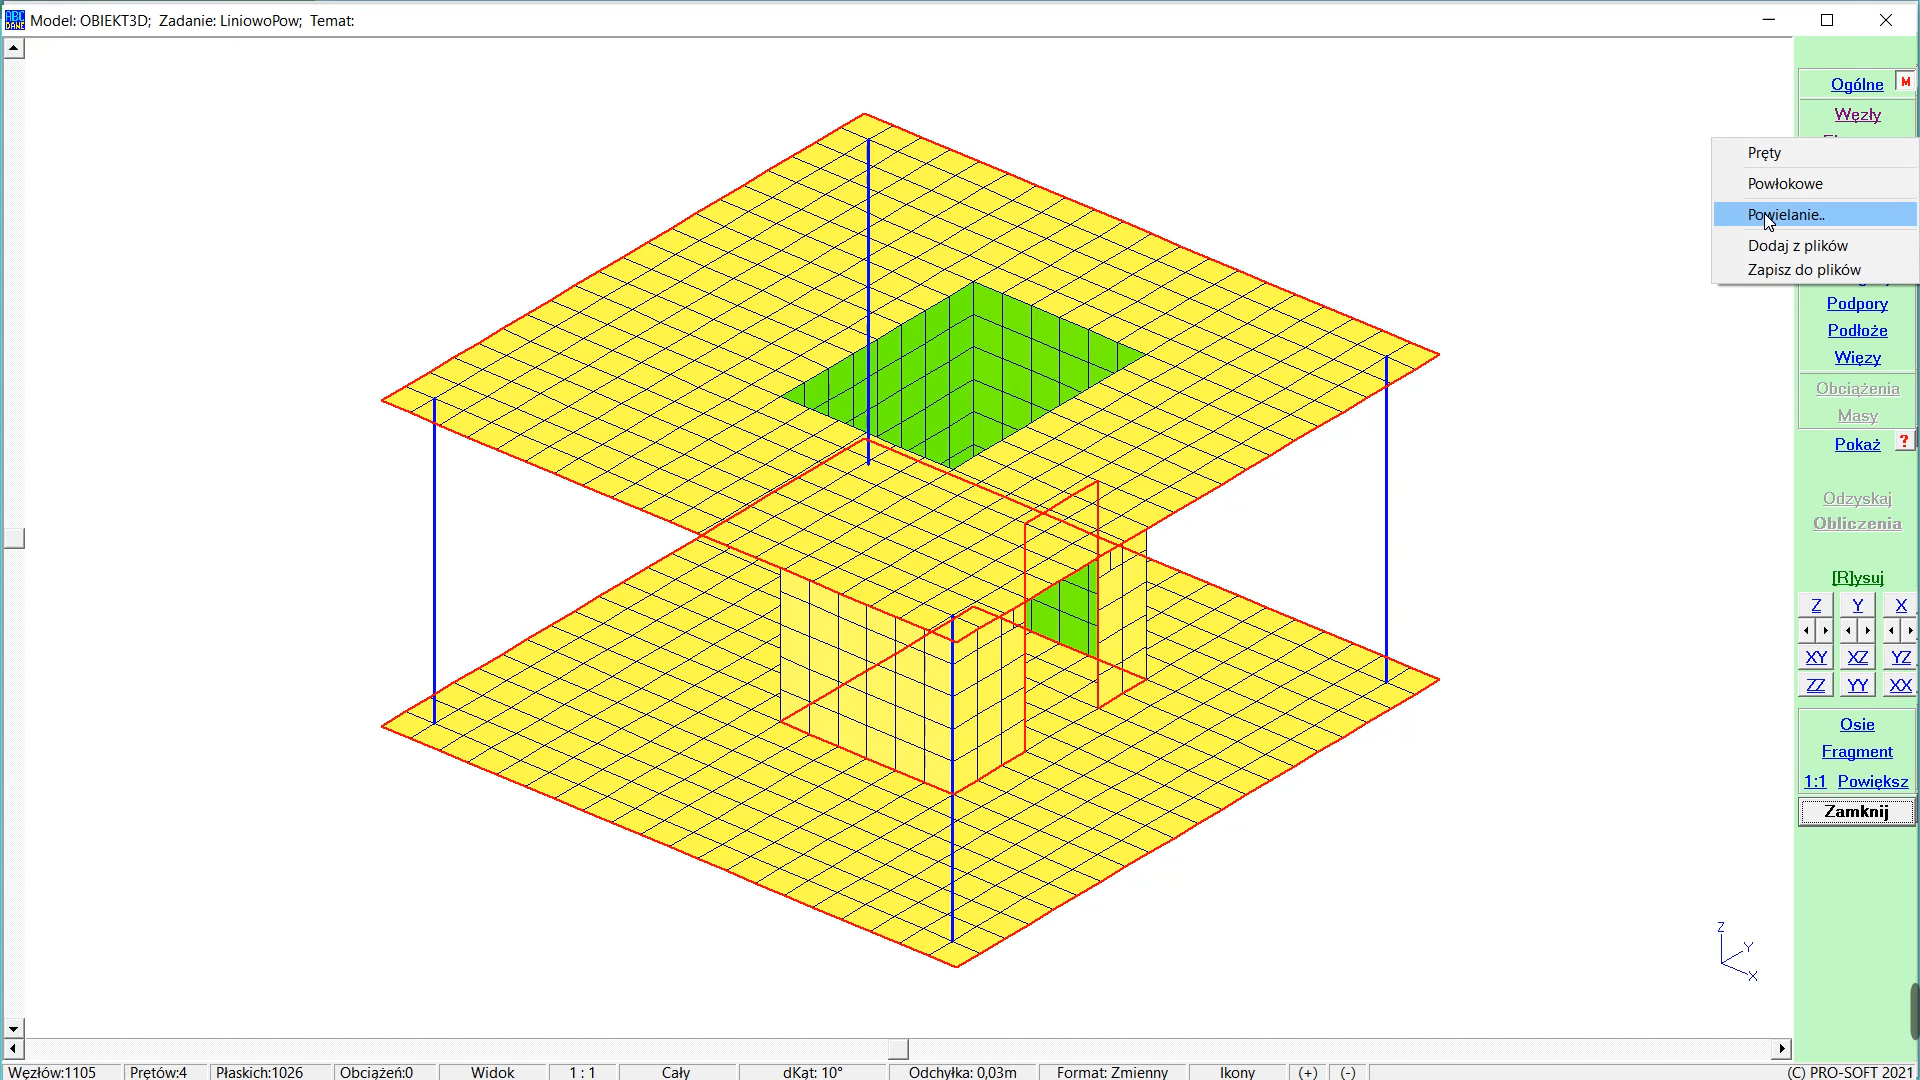 ABC
DANE
Model: OBIEKT3D; Zadanie: LiniowoPow; Temat:
Ogólne
M
Węzły
Pręty
Powłokowe
Powielanie..
Dodaj z plików
Zapisz do plików
Podpory
Podłoże
Więzy
Obciążenia
Masy
Pokaż
?
Odzyskaj
Obliczenia
[R]ysuj
Z Y X
XY XZ YZ
ZZ YY XX
Osie
Fragment
1:1 Powiększ
Zamknij
Z
Y
X
Węzłów:1105 Prętów:4 Płaskich:1026 Obciążeń:0 Widok 1 : 1 Cały dKąt: 10° Odchyłka: 0,03m Format: Zmienny Ikony (+) (-) (C) PRO-SOFT 2021